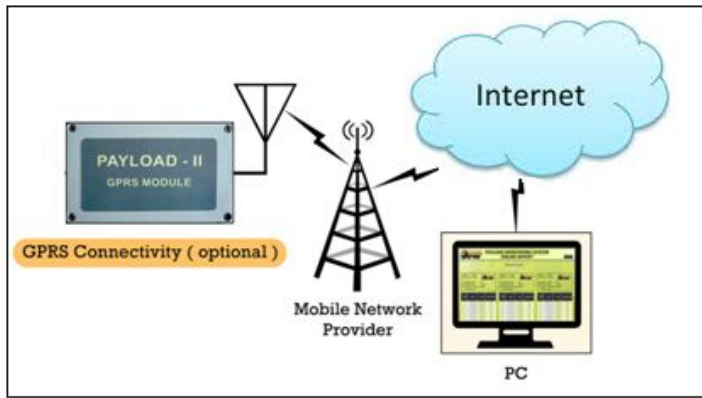 Internet
PAYLOAD - II
GPRS MODULE
GPRS Connectivity ( optional )
Mobile Network
Provider
PC